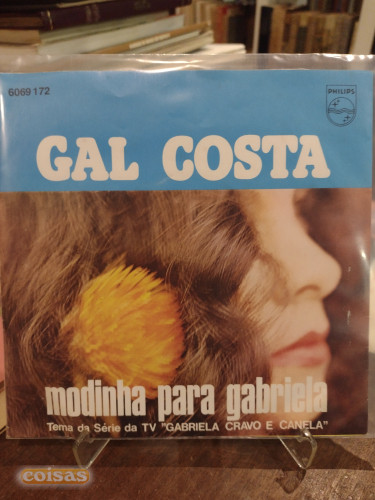 6069 172
PHILIPS
GAL COSTA
modinha para gabriela
Tema da Série da TV "GABRIELA CRAVO E CANELA"
coisas